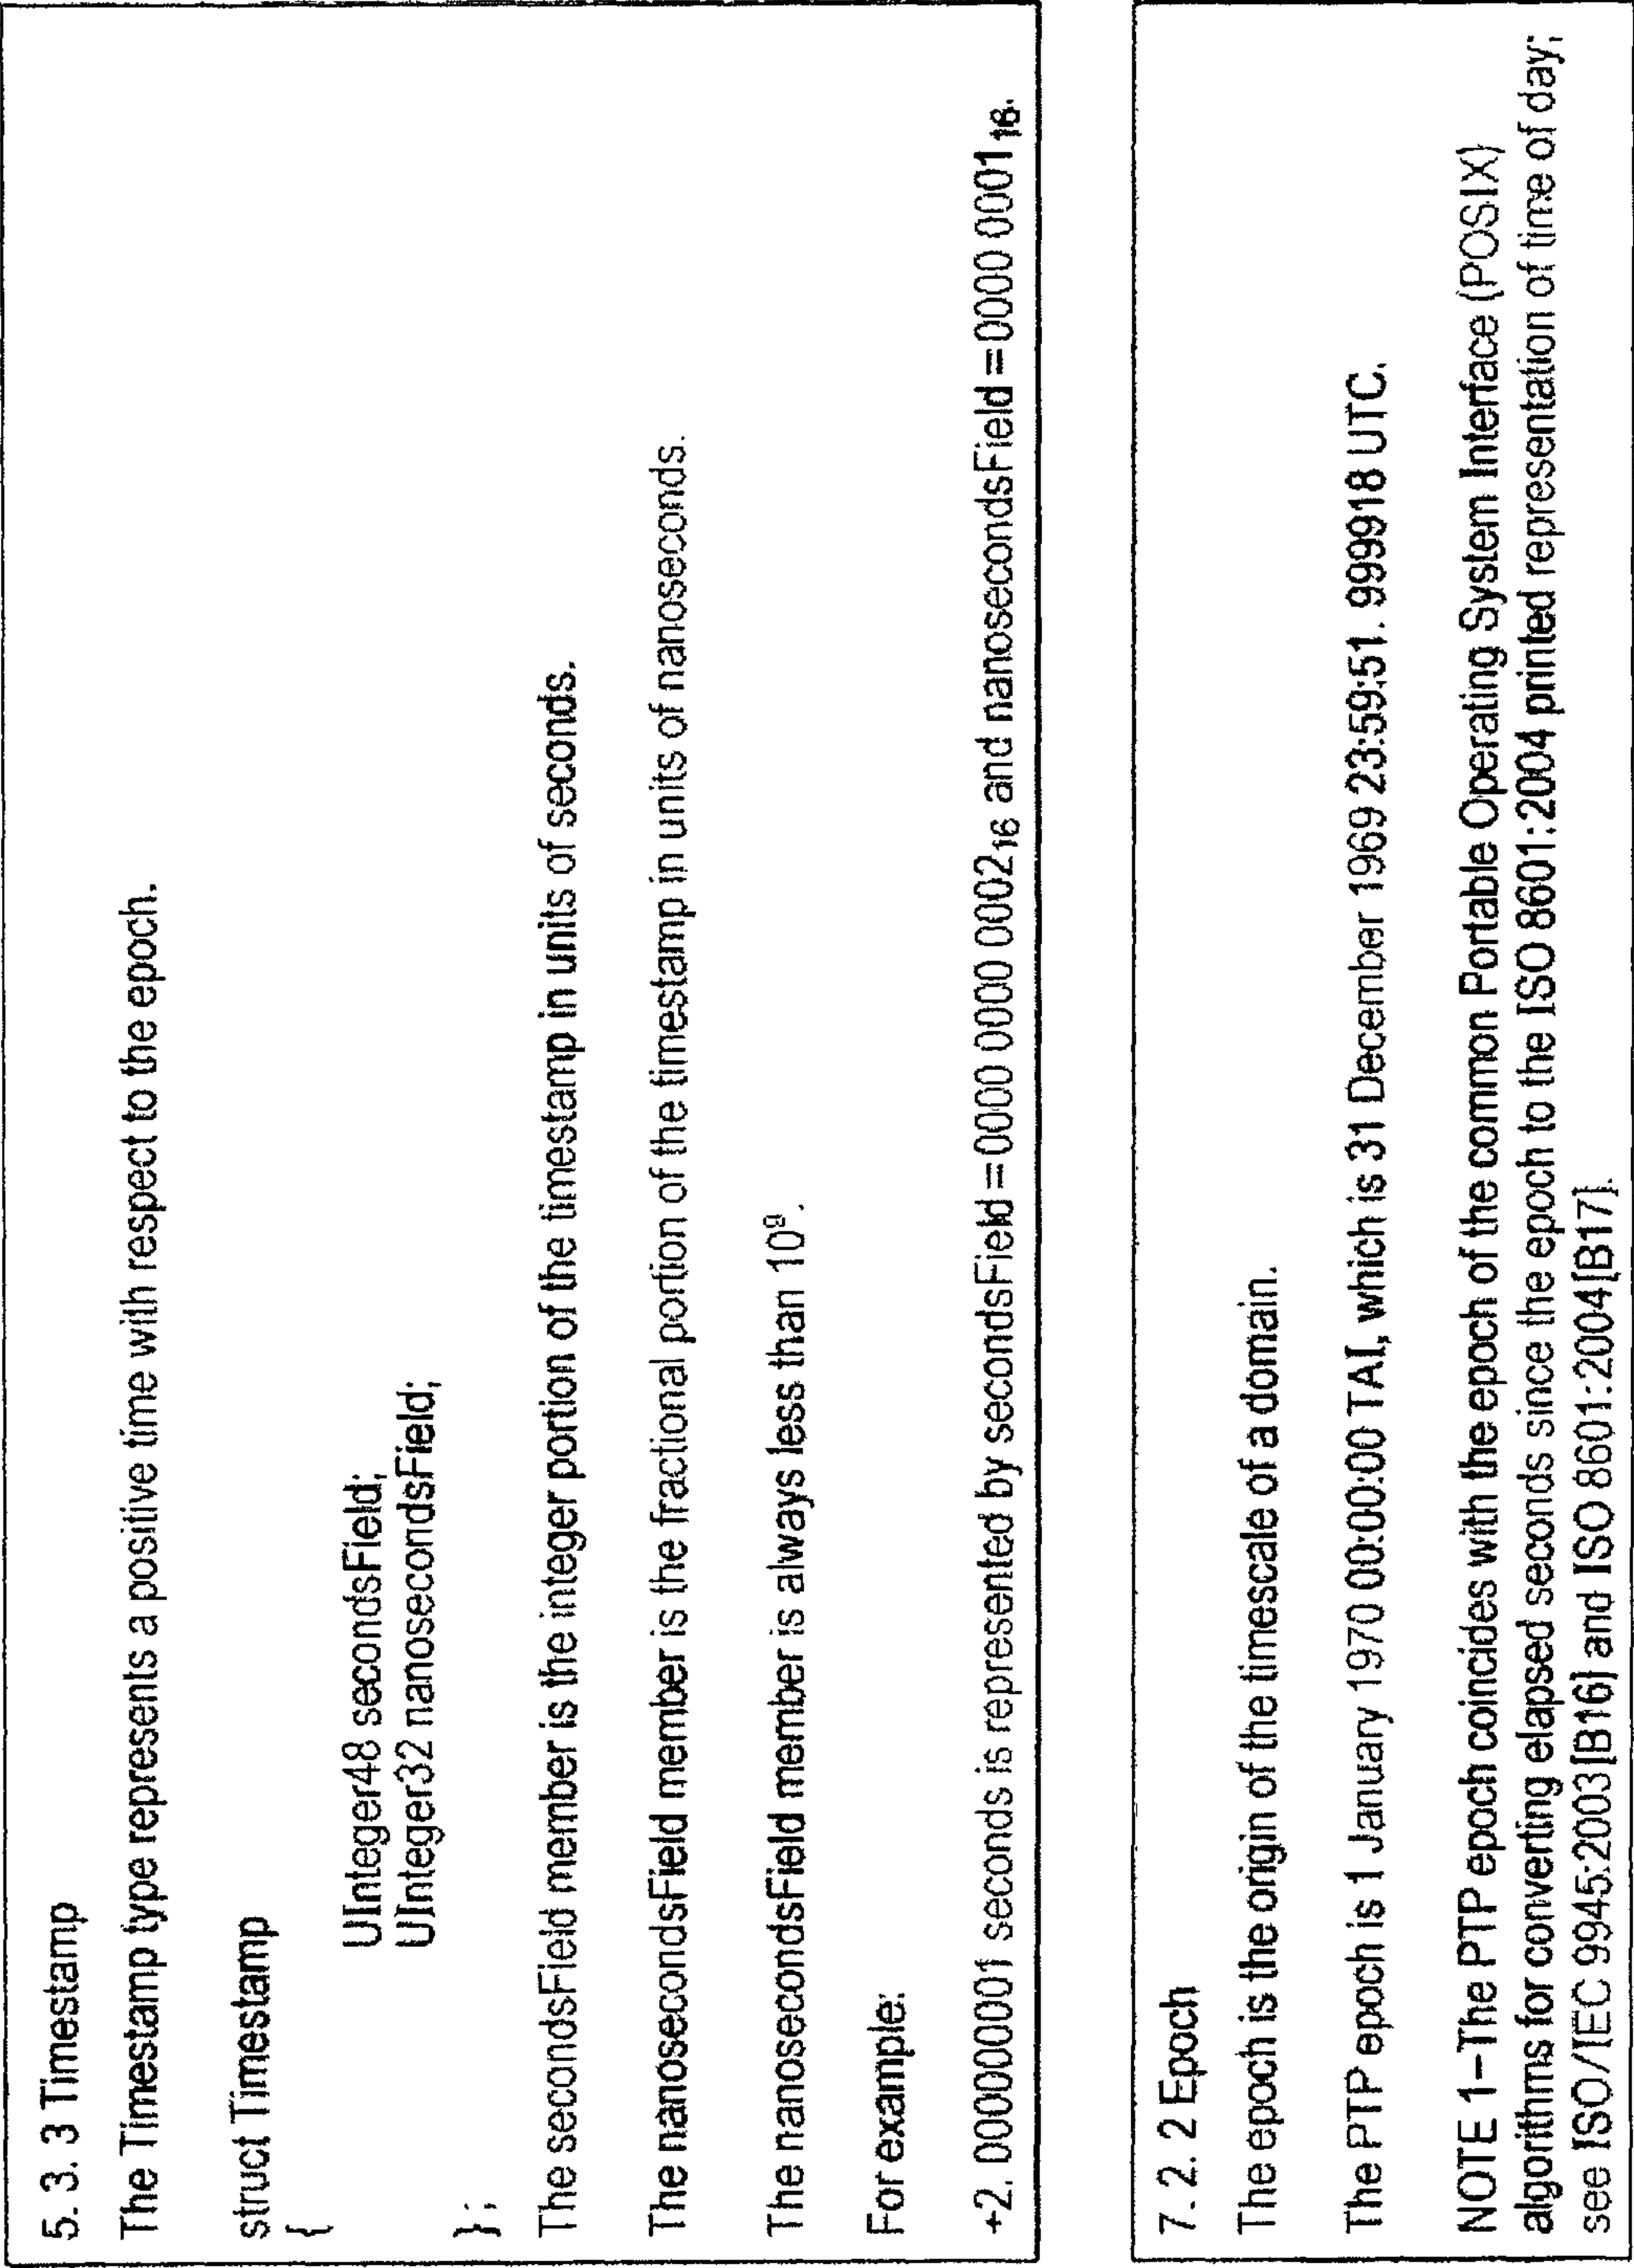 5. 3. 3 Timestamp
The Timestamp type represents a positive time with respect to the epoch.
struct Timestamp
{
UInteger48 secondsField;
UInteger32 nanosecondsField;
};
The secondsField member is the integer portion of the timestamp in units of seconds.
The nanosecondsField member is the fractional portion of the timestamp in units of nanoseconds.
The nanosecondsField member is always less than 10⁹.
For example:
+2. 000000001 seconds is represented by secondsField=0000 0000 0002₁₆ and nanosecondsField=0000 0001₁₆.
7. 2. 2 Epoch
The epoch is the origin of the timescale of a domain.
The PTP epoch is 1 January 1970 00:00:00 TAI, which is 31 December 1969 23:59:51. 999918 UTC.
NOTE 1–The PTP epoch coincides with the epoch of the common Portable Operating System Interface (POSIX)
algorithms for converting elapsed seconds since the epoch to the ISO 8601:2004 printed representation of time of day;
see ISO/IEC 9945:2003[B16] and ISO 8601:2004[B17].